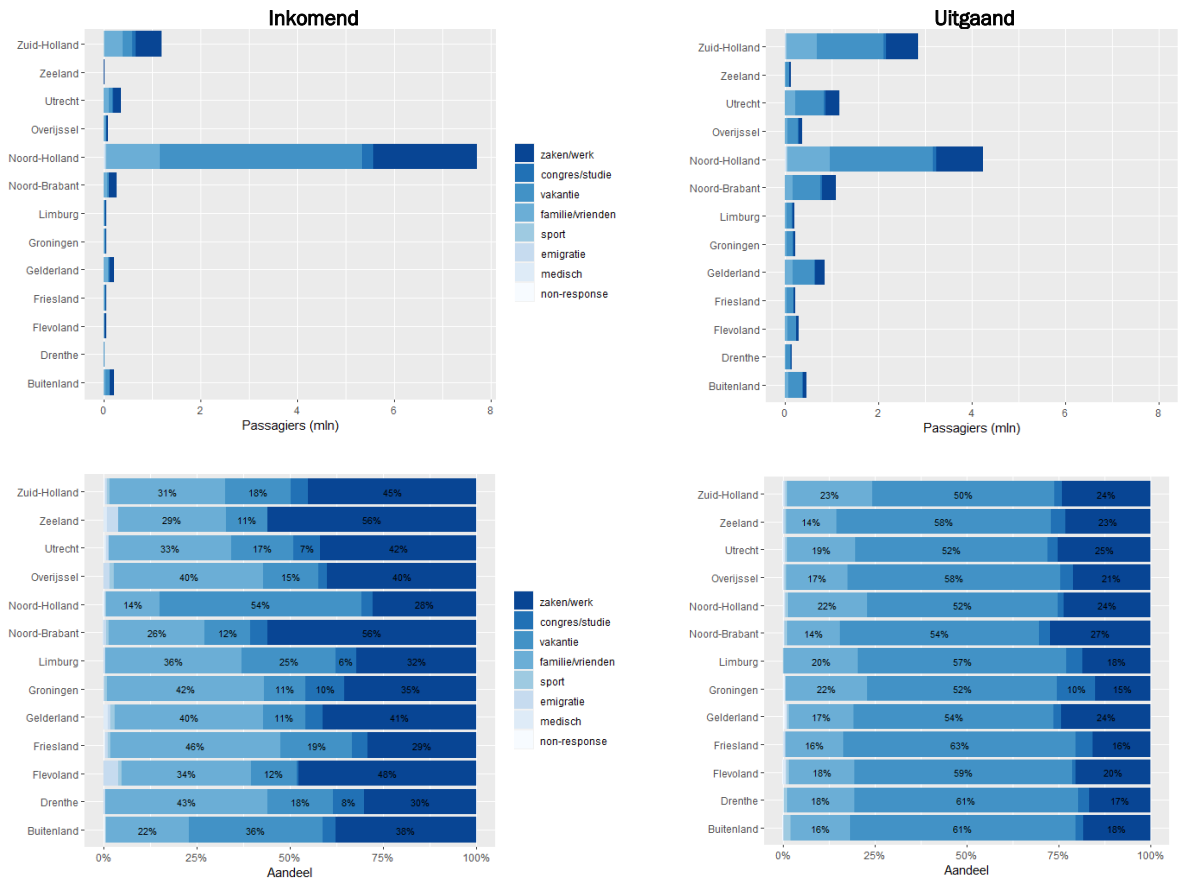 Inkomend
Zuid-Holland
Zeeland
Utrecht
Overijssel
Noord-Holland
Noord-Brabant
Limburg
Groningen
Gelderland
Friesland
Flevoland
Drenthe
Buitenland
0 2 4 6 8
Passagiers (mln)
zaken/werk
congres/studie
vakantie
familie/vrienden
sport
emigratie
medisch
non-response
Uitgaand
Zuid-Holland
Zeeland
Utrecht
Overijssel
Noord-Holland
Noord-Brabant
Limburg
Groningen
Gelderland
Friesland
Flevoland
Drenthe
Buitenland
0 2 4 6 8
Passagiers (mln)
Zuid-Holland 31% 18% 45%
Zeeland 29% 11% 56%
Utrecht 33% 17% 7% 42%
Overijssel 40% 15% 40%
Noord-Holland 14% 54% 28%
Noord-Brabant 26% 12% 56%
Limburg 36% 25% 6% 32%
Groningen 42% 11% 10% 35%
Gelderland 40% 11% 41%
Friesland 46% 19% 29%
Flevoland 34% 12% 48%
Drenthe 43% 18% 8% 30%
Buitenland 22% 36% 38%
0% 25% 50% 75% 100%
Aandeel
zaken/werk
congres/studie
vakantie
familie/vrienden
sport
emigratie
medisch
non-response
Zuid-Holland 23% 50% 24%
Zeeland 14% 58% 23%
Utrecht 19% 52% 25%
Overijssel 17% 58% 21%
Noord-Holland 22% 52% 24%
Noord-Brabant 14% 54% 27%
Limburg 20% 57% 18%
Groningen 22% 52% 10% 15%
Gelderland 17% 54% 24%
Friesland 16% 63% 16%
Flevoland 18% 59% 20%
Drenthe 18% 61% 17%
Buitenland 16% 61% 18%
0% 25% 50% 75% 100%
Aandeel